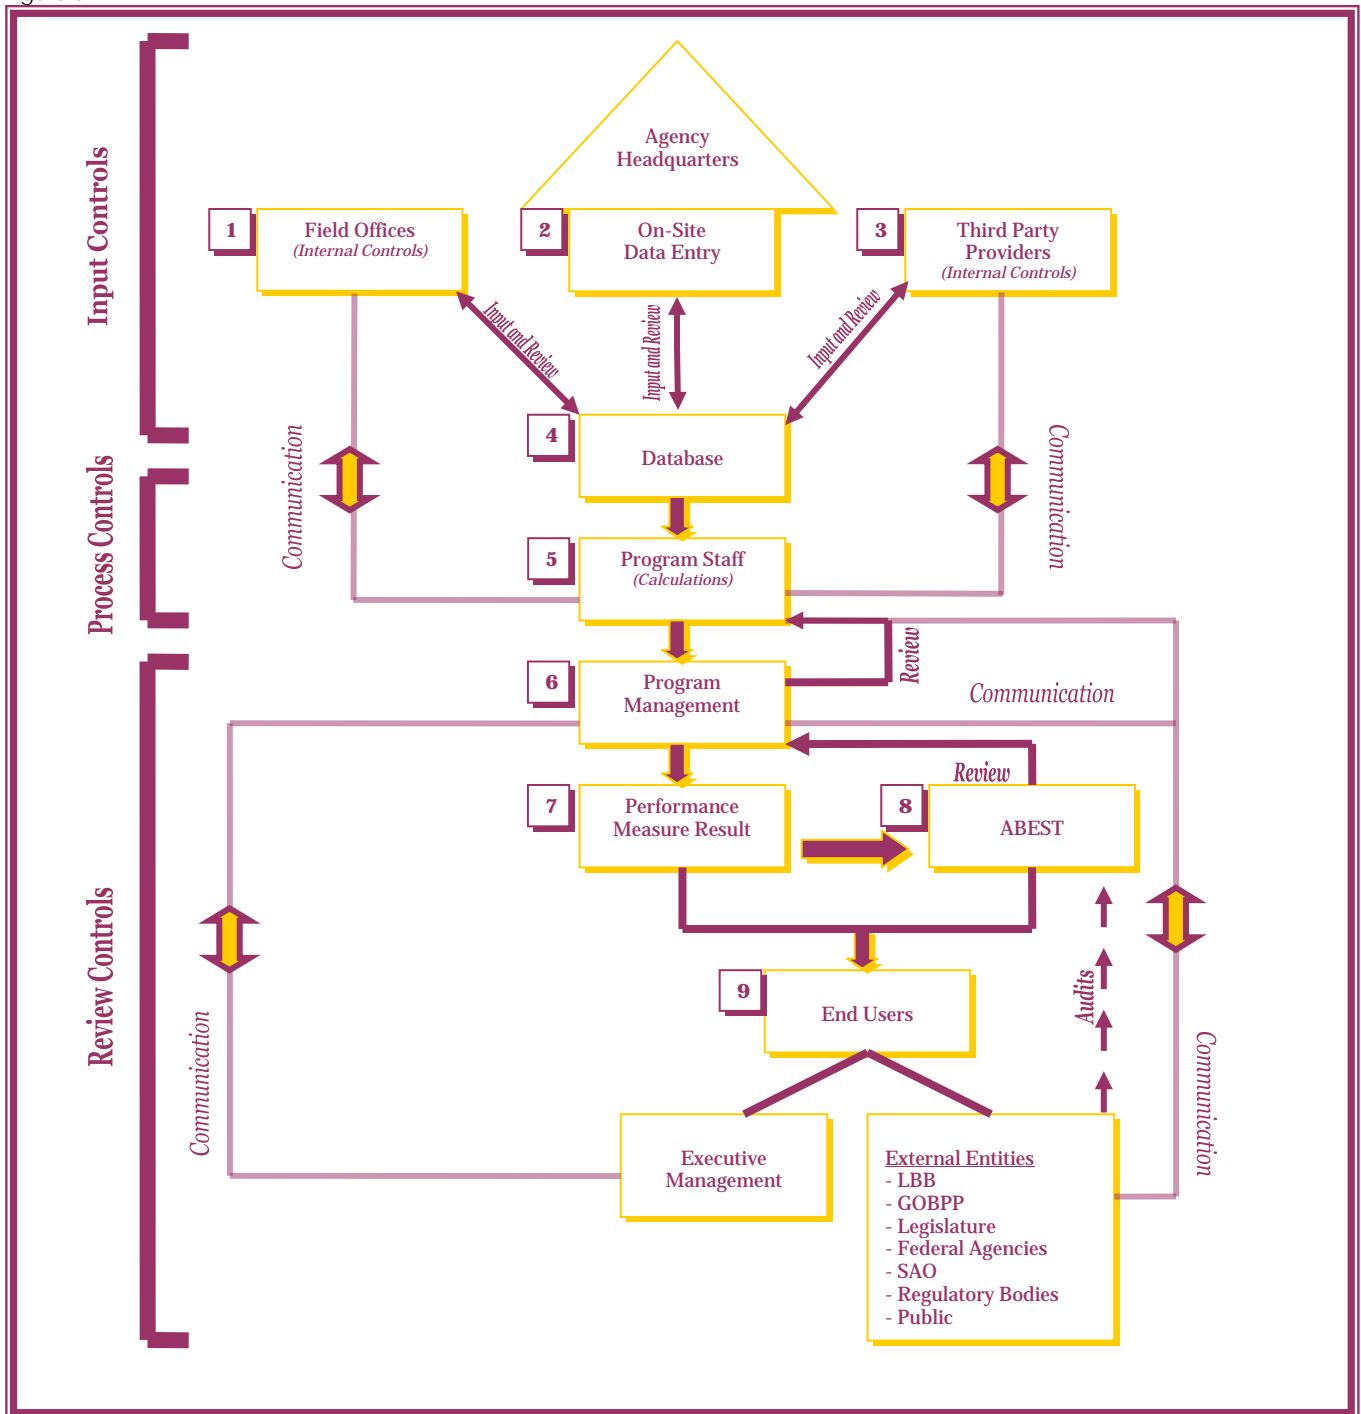 Agency
Headquarters
Input Controls
1
Field Offices
(Internal Controls)
2
On-Site
Data Entry
3
Third Party
Providers
(Internal Controls)
Input and Review
Input and Review
Input and Review
4
Database
Communication
Communication
Process Controls
5
Program Staff
(Calculations)
Review
6
Program
Management
Communication
Review
7
Performance
Measure Result
8
ABEST
Review Controls
9
End Users
Audits
Communication
Communication
Executive
Management
External Entities
- LBB
- GOBPP
- Legislature
- Federal Agencies
- SAO
- Regulatory Bodies
- Public